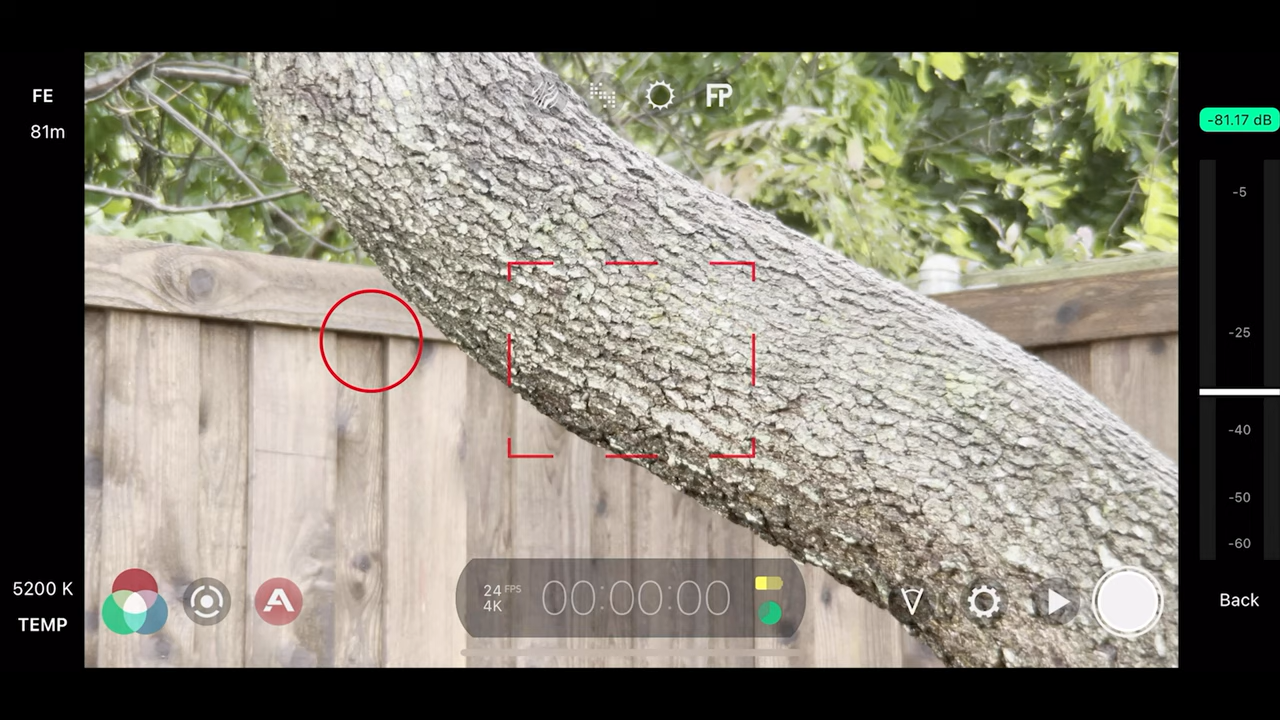 FE
81m
FP
-81.17 dB
-5
-25
-40
-50
-60
24 FPS
4K
00:00:00
5200 K
TEMP
A
Back